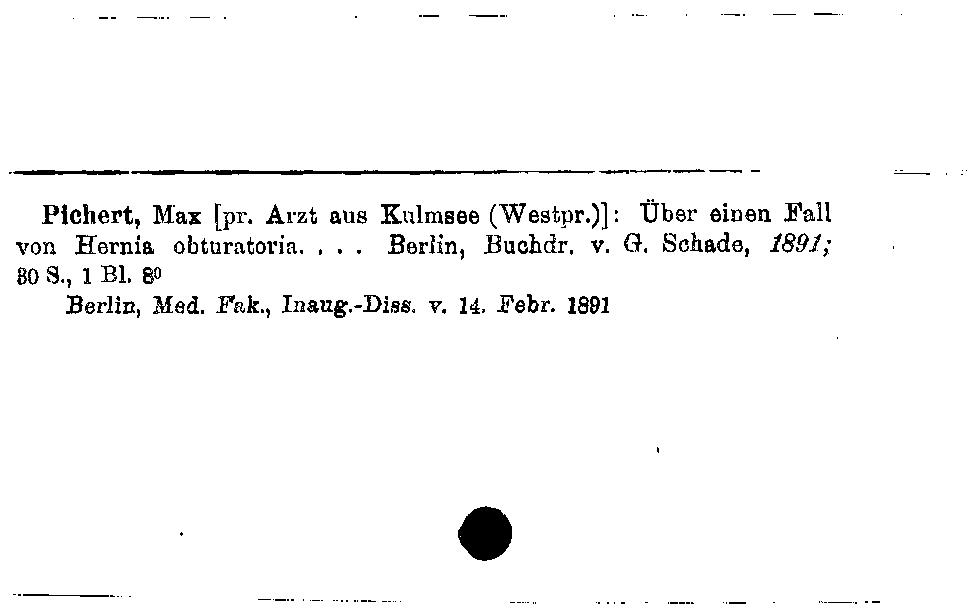 Pichert, Max [pr. Arzt aus Kulmsee (Westpr.)]: Über einen Fall
von Hernia obturatoria. . . . Berlin, Buchdr. v. G. Schade, 1891;
30 S., 1 Bl. 8⁰
Berlin, Med. Fak., Inaug.-Diss. v. 14. Febr. 1891